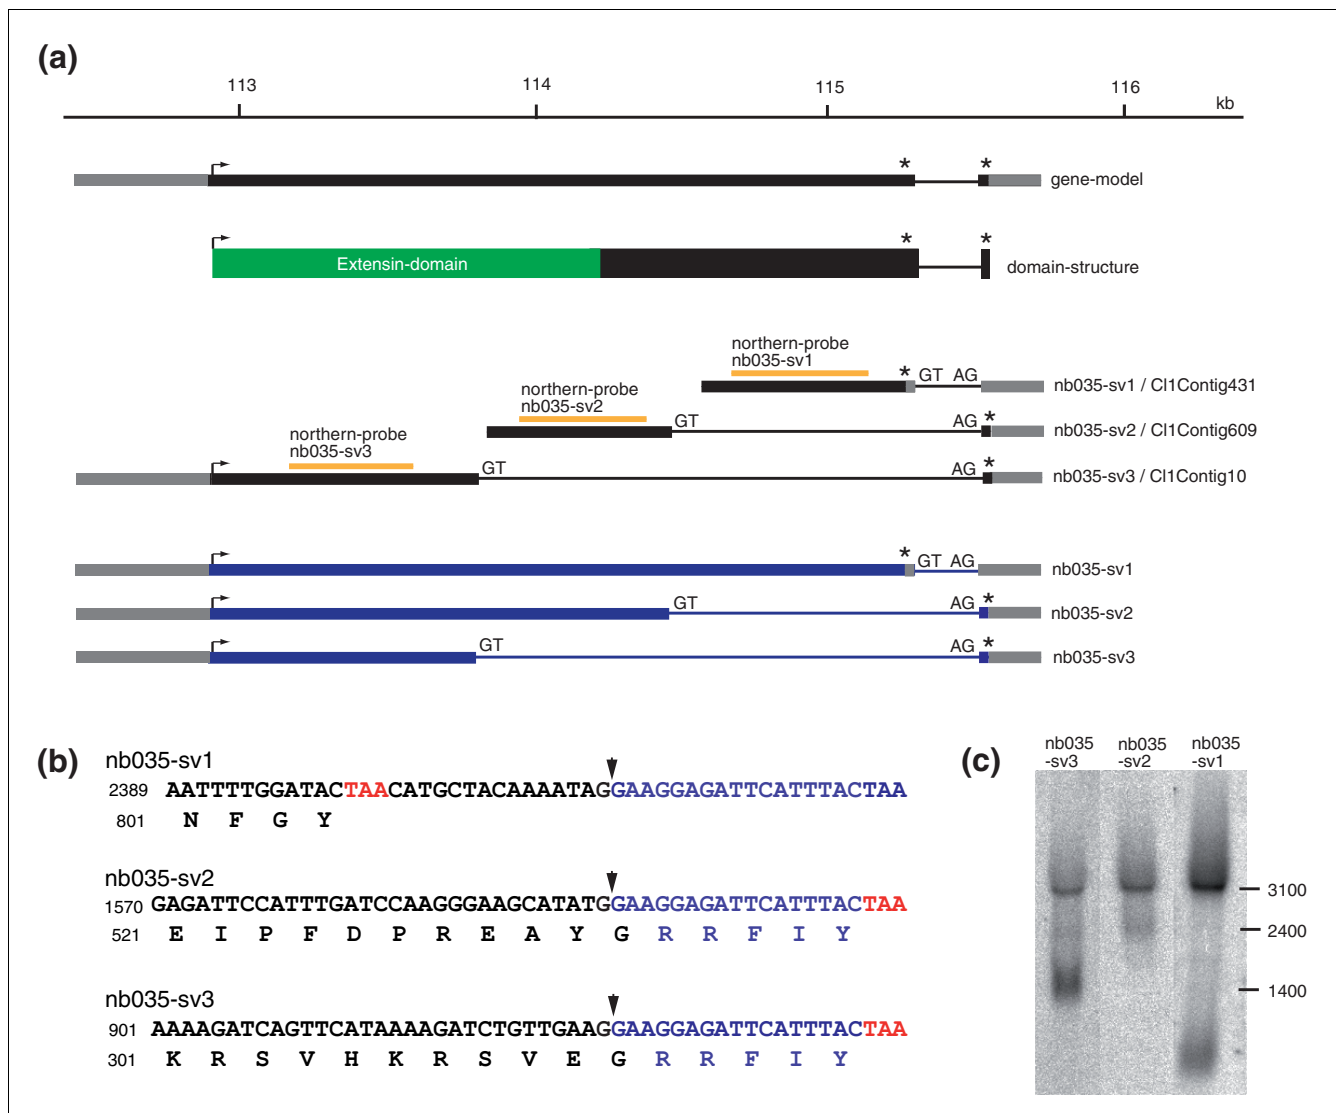 (a)
113 114 115 116
kb
* *
gene-model
* *
Extensin-domain
domain-structure
northern-probe
nb035-sv1
* GT AG
nb035-sv1 / Cl1Contig431
northern-probe
nb035-sv2
GT AG *
nb035-sv2 / Cl1Contig609
northern-probe
nb035-sv3
GT AG *
nb035-sv3 / Cl1Contig10
* GT AG
nb035-sv1
GT AG *
nb035-sv2
GT AG *
nb035-sv3
(b)
nb035-sv1
2389 AATTTTGGATACTAACATGCTACAAAATAGGAAGGAGATTCATTTACTAA
801 N F G Y
nb035-sv2
1570 GAGATTCCATTTGATCCAAGGGAAGCATATGGAAGGAGATTCATTTACTAA
521 E I P F D P R E A Y G R R F I Y
nb035-sv3
901 AAAAGATCAGTTCATAAAAGATCTGTTGAAGGAAGGAGATTCATTTACTAA
301 K R S V H K R S V E G R R F I Y
(c)
nb035
-sv3
nb035
-sv2
nb035
-sv1
3100
2400
1400